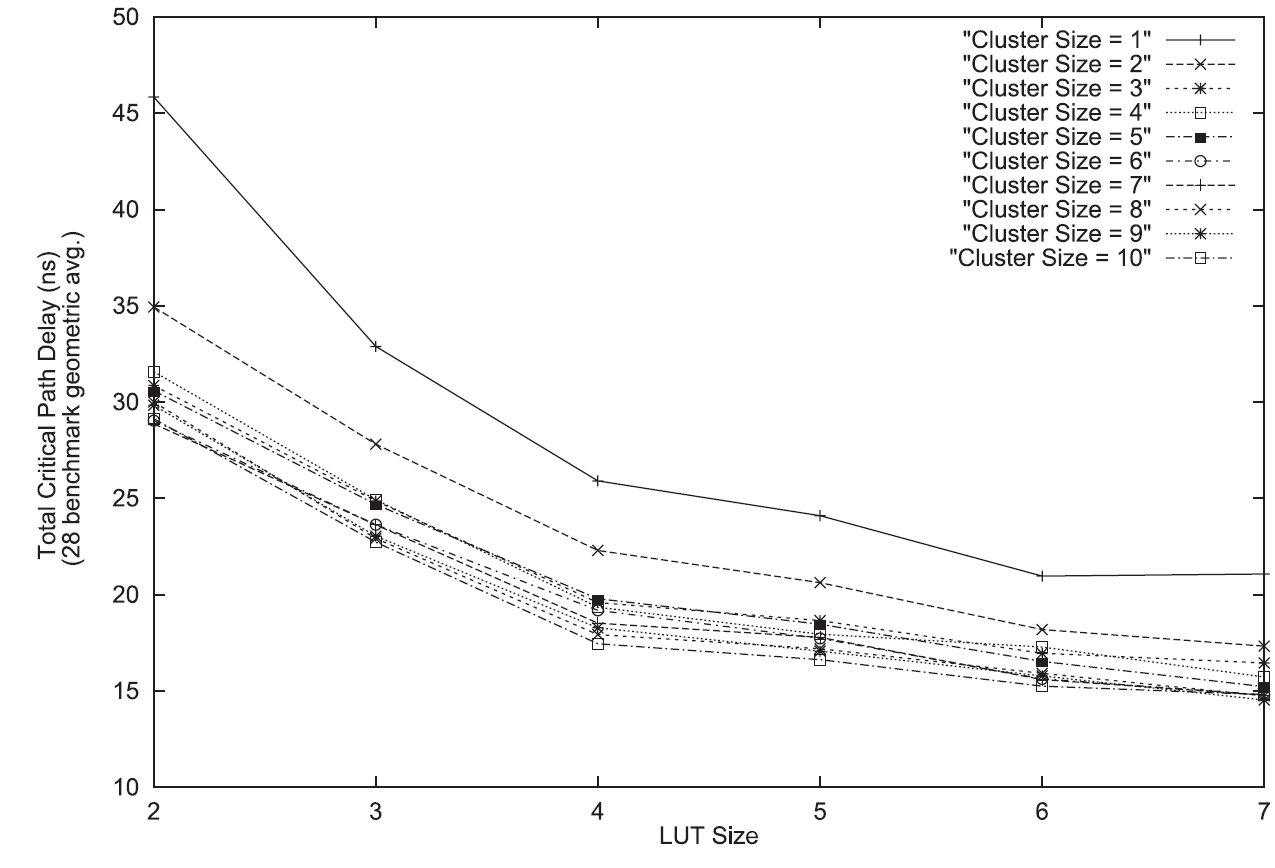 50
45
40
35
30
25
20
15
10
2
3
4
5
6
7
LUT Size
Total Critical Path Delay (ns)
(28 benchmark geometric avg.)
"Cluster Size = 1"
"Cluster Size = 2"
"Cluster Size = 3"
"Cluster Size = 4"
"Cluster Size = 5"
"Cluster Size = 6"
"Cluster Size = 7"
"Cluster Size = 8"
"Cluster Size = 9"
"Cluster Size = 10"